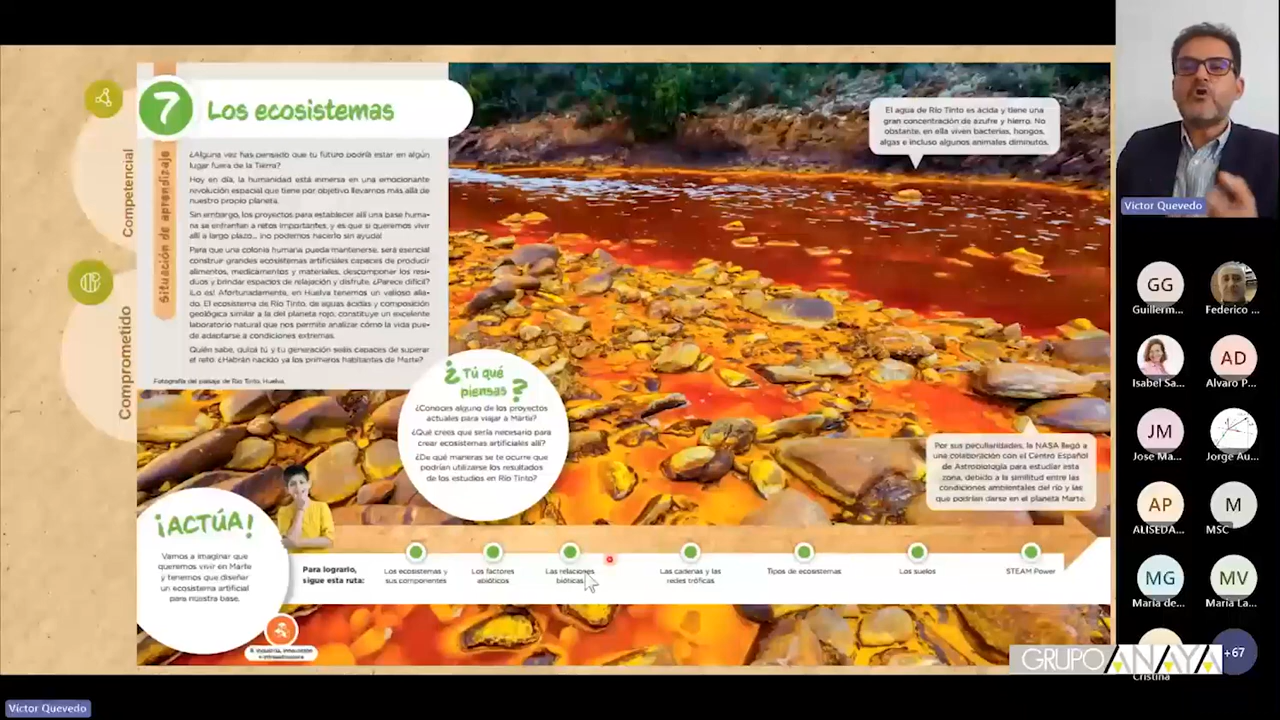 7
Los ecosistemas
Competencial
Comprometido
Situación de aprendizaje
¿Alguna vez has pensado que tu futuro podría estar en algún
lugar fuera de la Tierra?
Hoy en día, la humanidad está inmersa en una emocionante
revolución espacial que tiene por objetivo llevarnos más allá de
nuestro propio planeta.
Sin embargo, los proyectos para establecer allí una base huma-
na se enfrentan a retos importantes, y es que si queremos vivir
allí a largo plazo... ¡no podemos hacerlo sin ayuda!
Para que una colonia humana pueda mantenerse, será esencial
construir grandes ecosistemas artificiales capaces de producir
alimentos, medicamentos y materiales, descomponer los resi-
duos y brindar espacios de relajación y disfrute. ¿Parece difícil?
¡Lo es! Afortunadamente, en Huelva tenemos un valioso alia-
do. El ecosistema de Río Tinto, de aguas ácidas y composición
geológica similar a la del planeta rojo, constituye un excelente
laboratorio natural que nos permite analizar cómo la vida pue-
de adaptarse a condiciones extremas.
Quién sabe, quizá tú y tu generación seáis capaces de superar
el reto. ¿Habrán nacido ya los primeros habitantes de Marte?
Fotografía del paisaje de Río Tinto, Huelva.
El agua de Río Tinto es ácida y tiene una
gran concentración de azufre y hierro. No
obstante, en ella viven bacterias, hongos,
algas e incluso algunos animales diminutos.
¿Tú qué
piensas?
¿Conoces alguno de los proyectos
actuales para viajar a Marte?
¿Qué crees que sería necesario para
crear ecosistemas artificiales allí?
¿De qué maneras se te ocurre que
podrían utilizarse los resultados
de los estudios en Río Tinto?
Por sus peculiaridades, la NASA llegó a
una colaboración con el Centro Español
de Astrobiología para estudiar esta
zona, debido a la similitud entre las
condiciones ambientales del río y las
que podrían darse en el planeta Marte.
¡ACTÚA!
Vamos a imaginar que
queremos vivir en Marte
y tenemos que diseñar
un ecosistema artificial
para nuestra base.
Para lograrlo,
sigue esta ruta:
Los ecosistemas y
sus componentes
Los factores
abióticos
Las relaciones
bióticas
Las cadenas y las
redes tróficas
Tipos de ecosistemas
Los suelos
STEAM Power
9. Industria, innovación
e infraestructura
Víctor Quevedo
GG
Guillerm...
Federico ...
Isabel Sa...
AD
Alvaro P...
JM
Jose Ma...
Jorge Au...
AP
ALISEDA...
M
MSC
MG
María de...
MV
María La...
+67
Cristina
GRUPO ANAYA
Víctor Quevedo